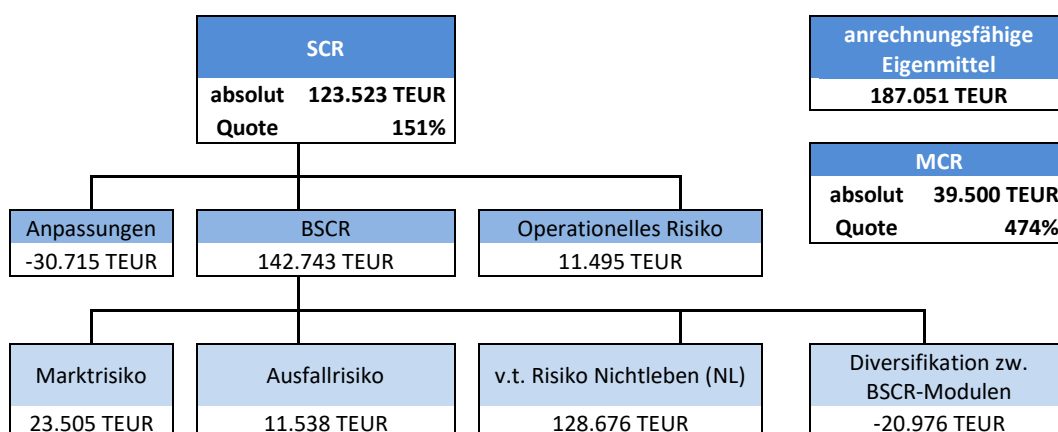 SCR
absolut 123.523 TEUR
Quote 151%
anrechnungsfähige
Eigenmittel
187.051 TEUR
MCR
absolut 39.500 TEUR
Quote 474%
Anpassungen
-30.715 TEUR
BSCR
142.743 TEUR
Operationelles Risiko
11.495 TEUR
Marktrisiko
23.505 TEUR
Ausfallrisiko
11.538 TEUR
v.t. Risiko Nichtleben (NL)
128.676 TEUR
Diversifikation zw.
BSCR-Modulen
-20.976 TEUR